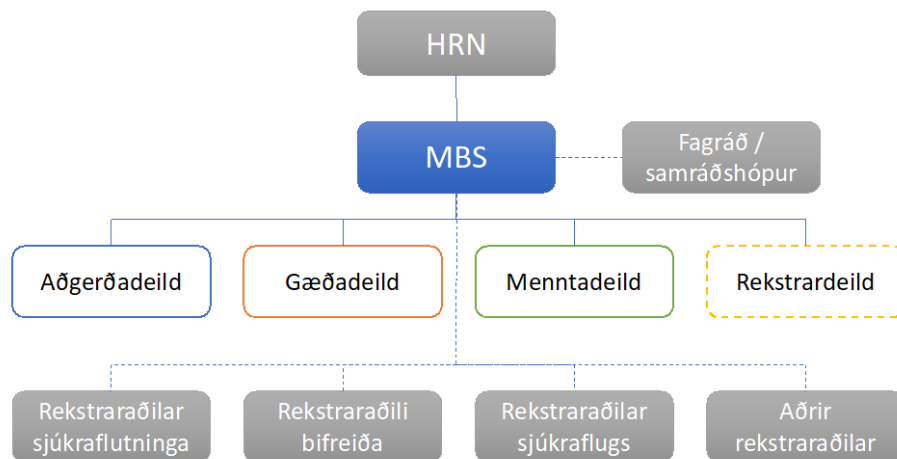 HRN
MBS
Fagráð /
samráðshópur
Aðgerðadeild
Gæðadeild
Menntadeild
Rekstrardeild
Rekstraraðilar
sjúkraflutninga
Rekstraraðili
bifreiða
Rekstraraðilar
sjúkraflugs
Aðrir
rekstraraðilar